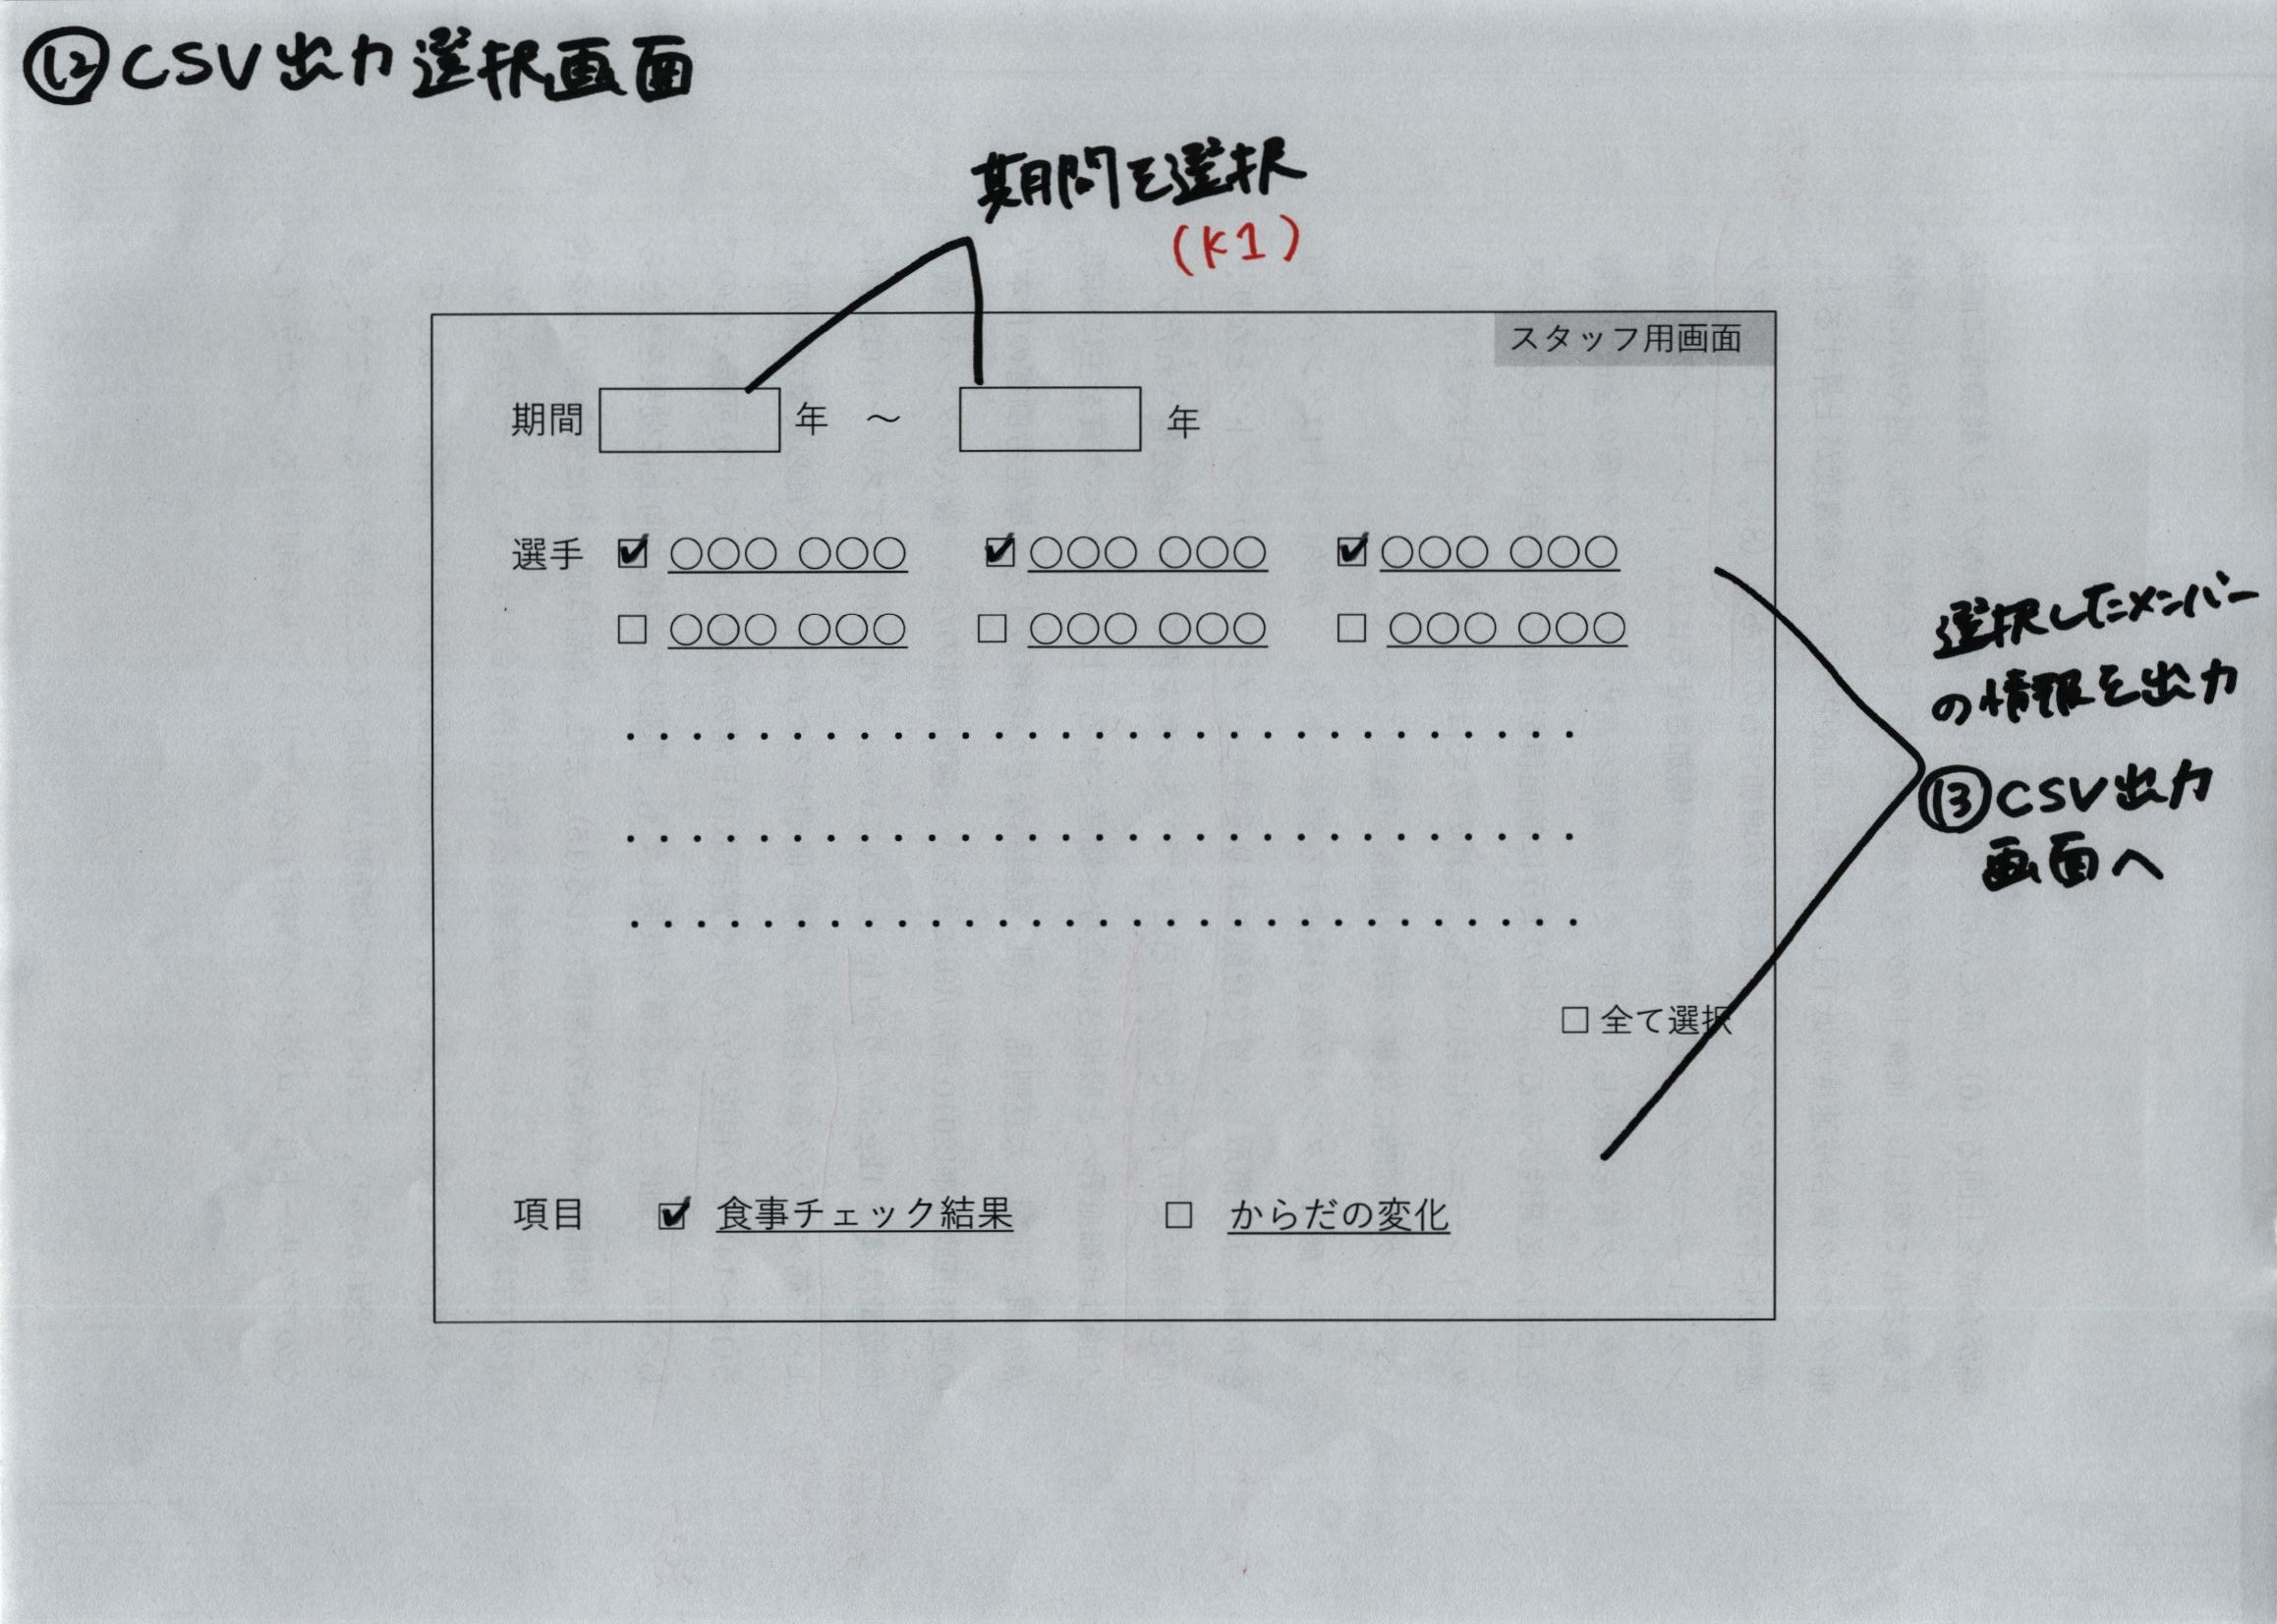 ⑫CSV出力選択画面
期間を選択
(K1)
スタッフ用画面
期間 年 ～ 年
選手 ☑ ○○○ ○○○ ☑ ○○○ ○○○ ☑ ○○○ ○○○
☐ ○○○ ○○○ ☐ ○○○ ○○○ ☐ ○○○ ○○○
選択したメンバー
の情報を出力
⑬CSV出力
画面へ
☐ 全て選択
項目 ☑ 食事チェック結果 ☐ からだの変化